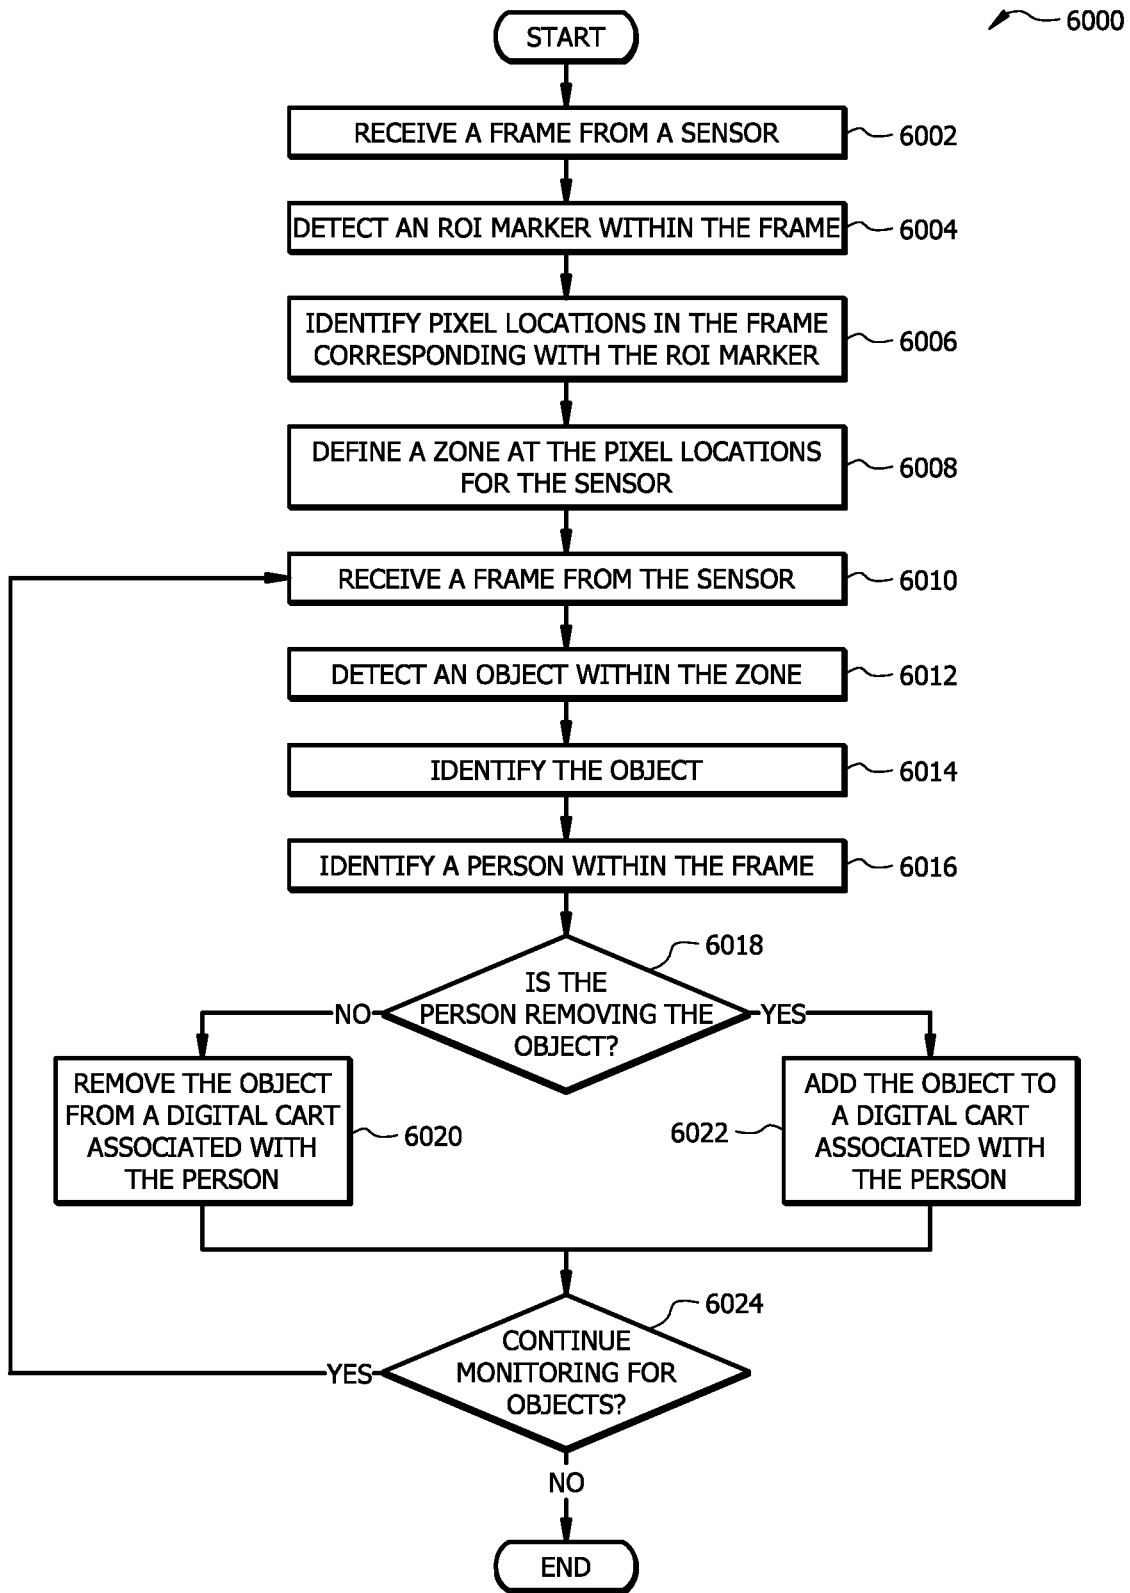 6000
START
RECEIVE A FRAME FROM A SENSOR
6002
DETECT AN ROI MARKER WITHIN THE FRAME
6004
IDENTIFY PIXEL LOCATIONS IN THE FRAME
CORRESPONDING WITH THE ROI MARKER
6006
DEFINE A ZONE AT THE PIXEL LOCATIONS
FOR THE SENSOR
6008
RECEIVE A FRAME FROM THE SENSOR
6010
DETECT AN OBJECT WITHIN THE ZONE
6012
IDENTIFY THE OBJECT
6014
IDENTIFY A PERSON WITHIN THE FRAME
6016
6018
IS THE
PERSON REMOVING THE
OBJECT?
NO
YES
REMOVE THE OBJECT
FROM A DIGITAL CART
ASSOCIATED WITH
THE PERSON
6020
6022
ADD THE OBJECT TO
A DIGITAL CART
ASSOCIATED WITH
THE PERSON
6024
CONTINUE
MONITORING FOR
OBJECTS?
YES
NO
END